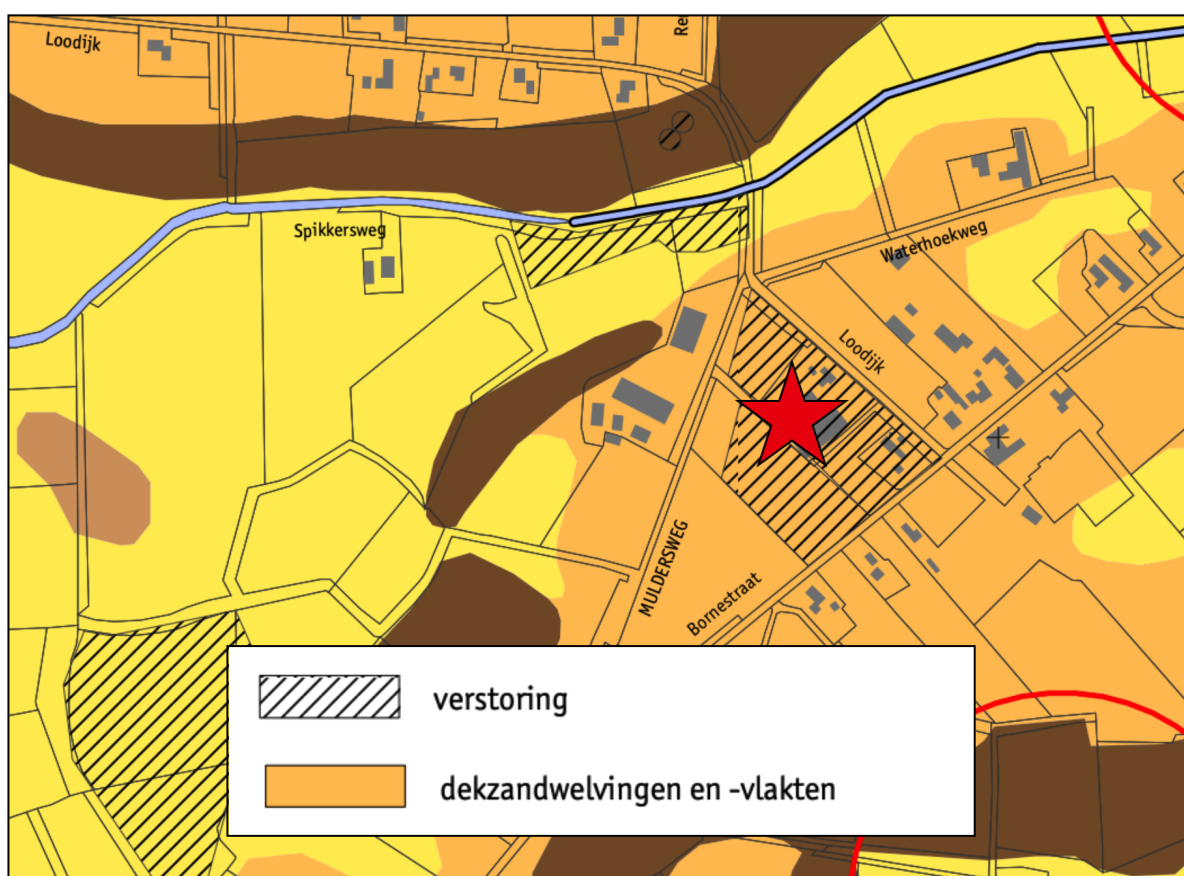 Loodijk
Spikkersweg
Waterhoekweg
Loodijk
MULDERSWEG
Bornestraat
verstoring
dekzandwelvingen en -vlakten